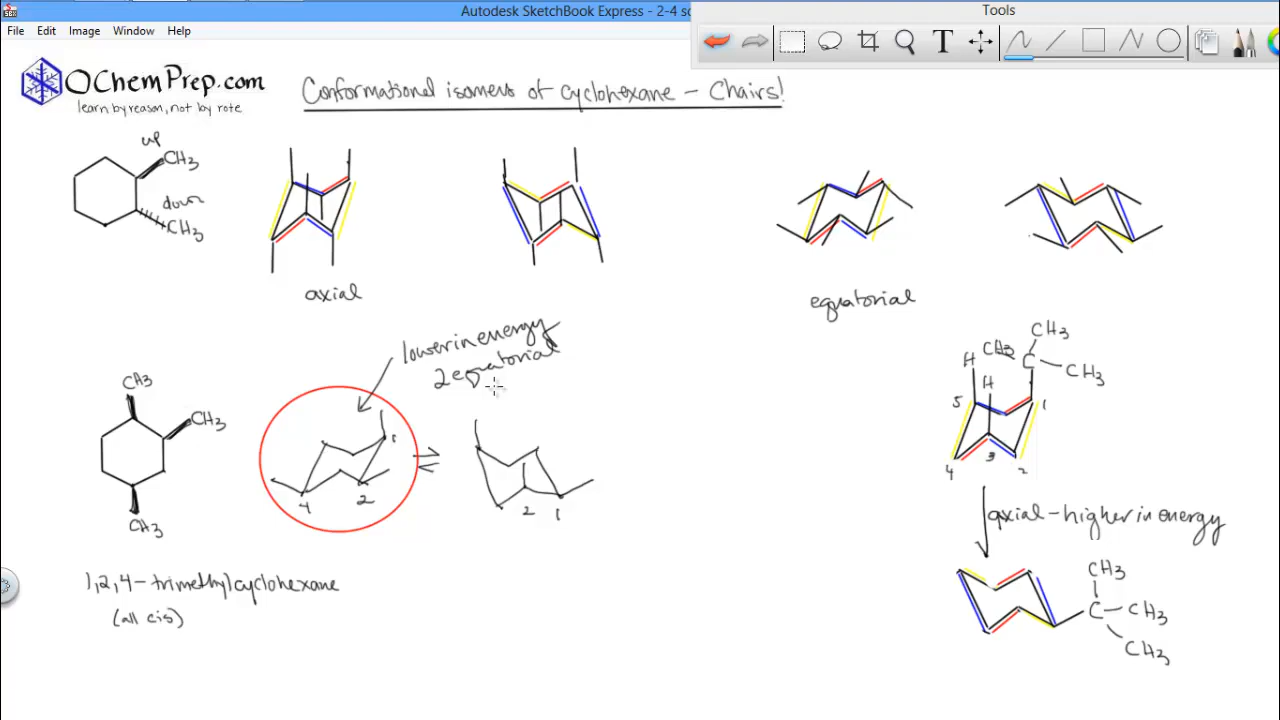 Autodesk SketchBook Express - 2-4 sc
Tools
File Edit Image Window Help
OChemPrep.com
learn by reason, not by rote
Conformational isomers of cyclohexane - Chairs!
up
CH3
down
CH3
axial
equatorial
lower in energy
2 equatorial
CH3
CH3
CH3
1
4
2
2
1
1,2,4-trimethylcyclohexane
(all cis)
CH3
CH3
C
CH3
H
H
5
1
3
4
2
axial-higher in energy
CH3
C
CH3
CH3